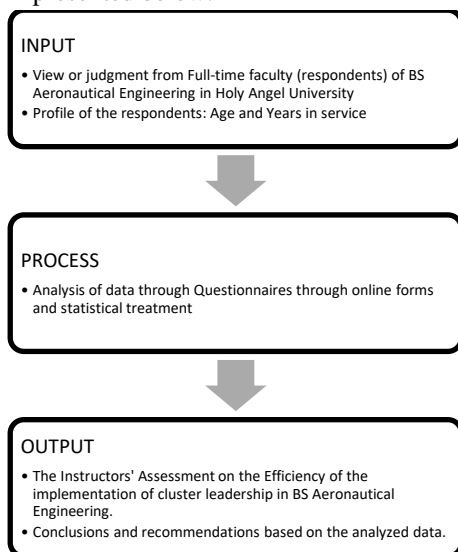 INPUT
• View or judgment from Full-time faculty (respondents) of BS
Aeronautical Engineering in Holy Angel University
• Profile of the respondents: Age and Years in service
PROCESS
• Analysis of data through Questionnaires through online forms
and statistical treatment
OUTPUT
• The Instructors' Assessment on the Efficiency of the
implementation of cluster leadership in BS Aeronautical
Engineering.
• Conclusions and recommendations based on the analyzed data.